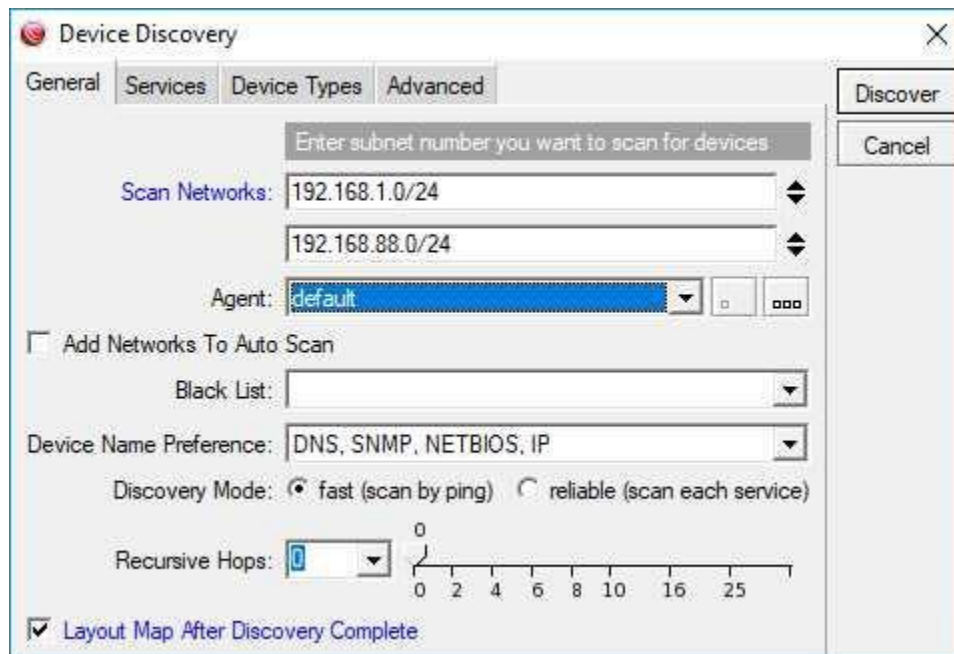 Device Discovery
General Services Device Types Advanced
Discover
Cancel
Enter subnet number you want to scan for devices
Scan Networks: 192.168.1.0/24
192.168.88.0/24
Agent: default
Add Networks To Auto Scan
Black List:
Device Name Preference: DNS, SNMP, NETBIOS, IP
Discovery Mode: fast (scan by ping) reliable (scan each service)
0
Recursive Hops: 0
0 2 4 6 8 10 16 25
Layout Map After Discovery Complete